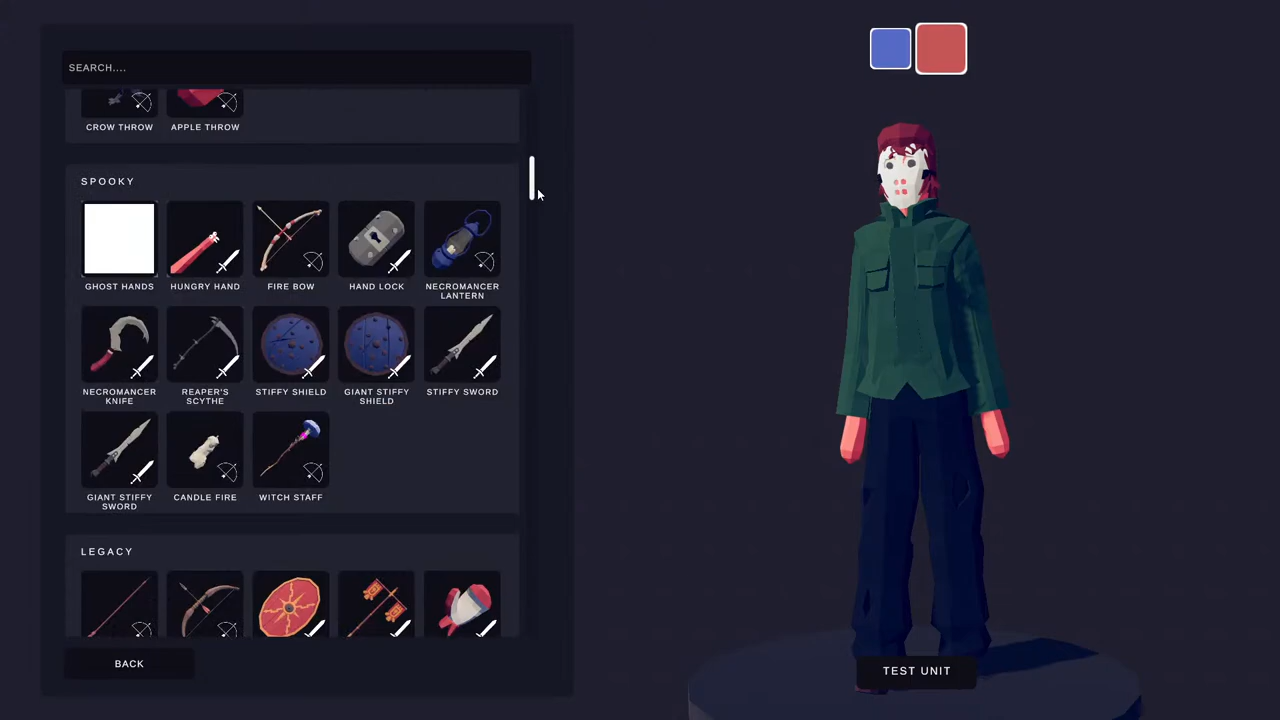 SEARCH....
CROW THROW
APPLE THROW
SPOOKY
GHOST HANDS
HUNGRY HAND
FIRE BOW
HAND LOCK
NECROMANCER
LANTERN
NECROMANCER
KNIFE
REAPER'S
SCYTHE
STIFFY SHIELD
GIANT STIFFY
SHIELD
STIFFY SWORD
GIANT STIFFY
SWORD
CANDLE FIRE
WITCH STAFF
LEGACY
BACK
TEST UNIT